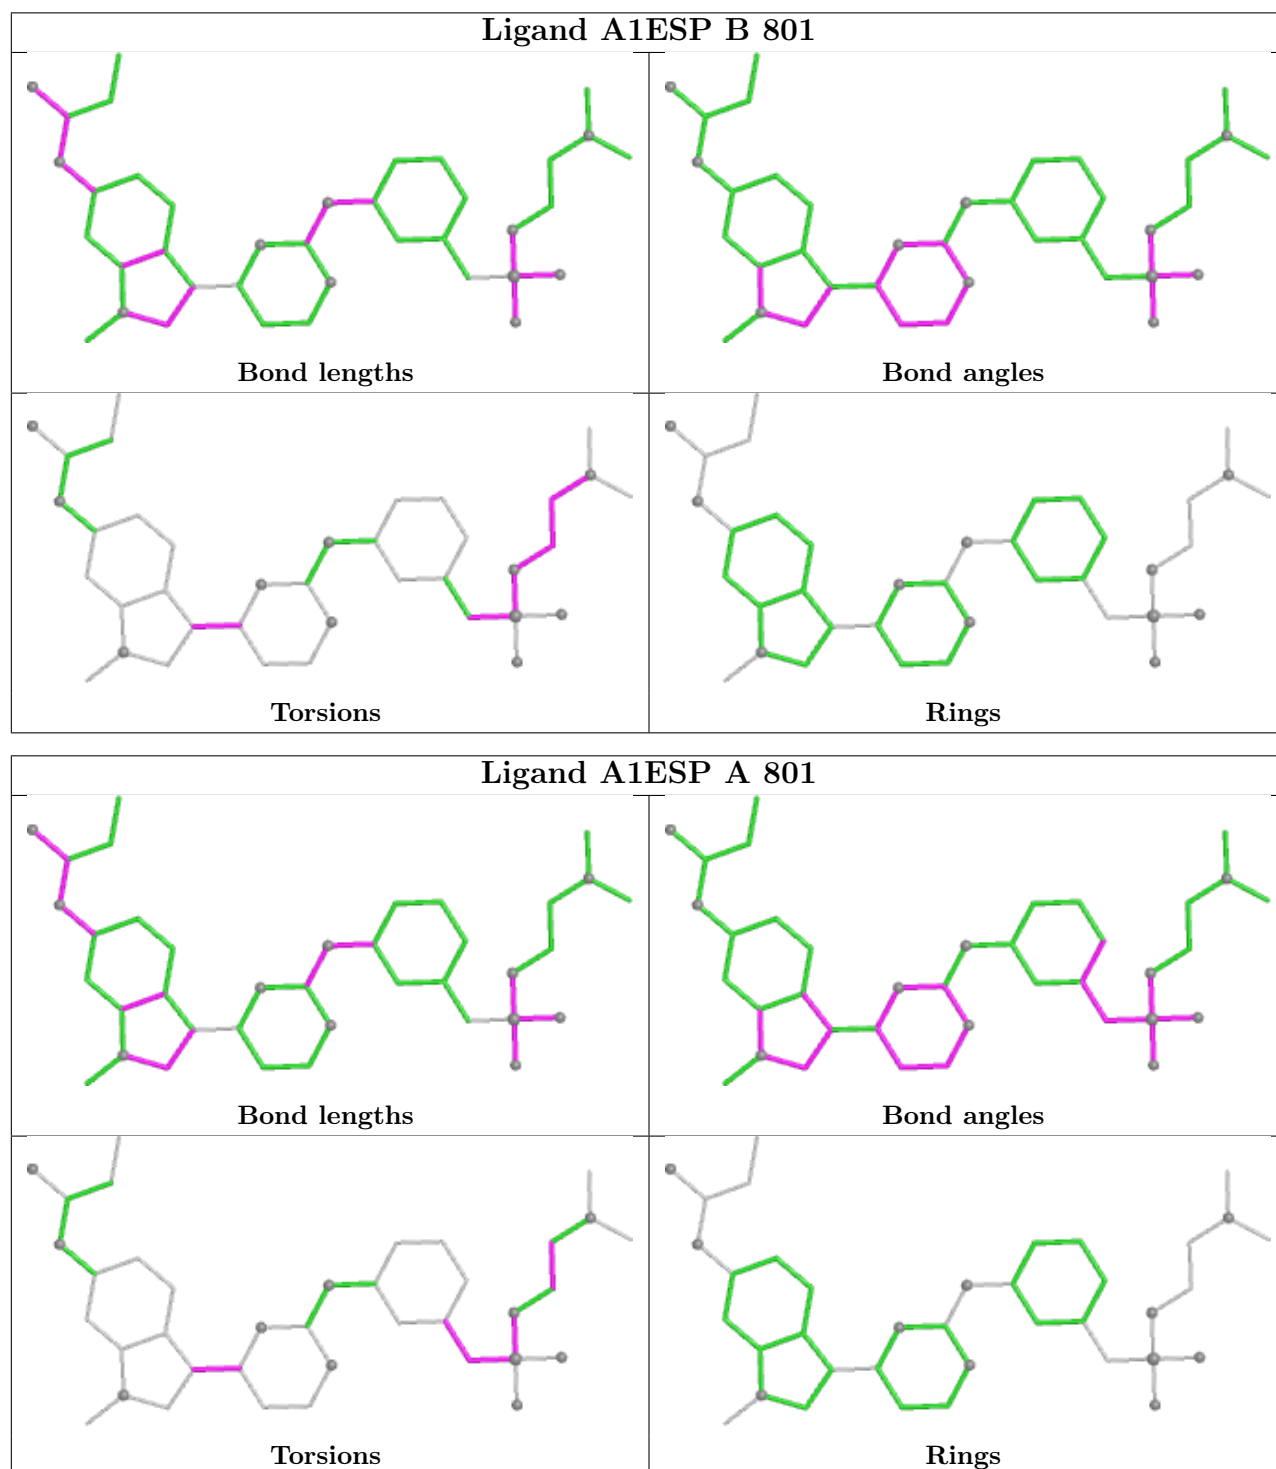 Ligand A1ESP B 801
Bond lengths
Bond angles
Torsions
Rings
Ligand A1ESP A 801
Bond lengths
Bond angles
Torsions
Rings